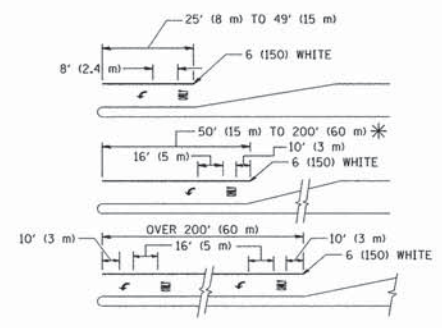 25' (8 m) TO 49' (15 m)
8' (2.4 m)
6 (150) WHITE
50' (15 m) TO 200' (60 m) *
16' (5 m)
10' (3 m)
6 (150) WHITE
OVER 200' (60 m)
10' (3 m)
16' (5 m)
10' (3 m)
6 (150) WHITE